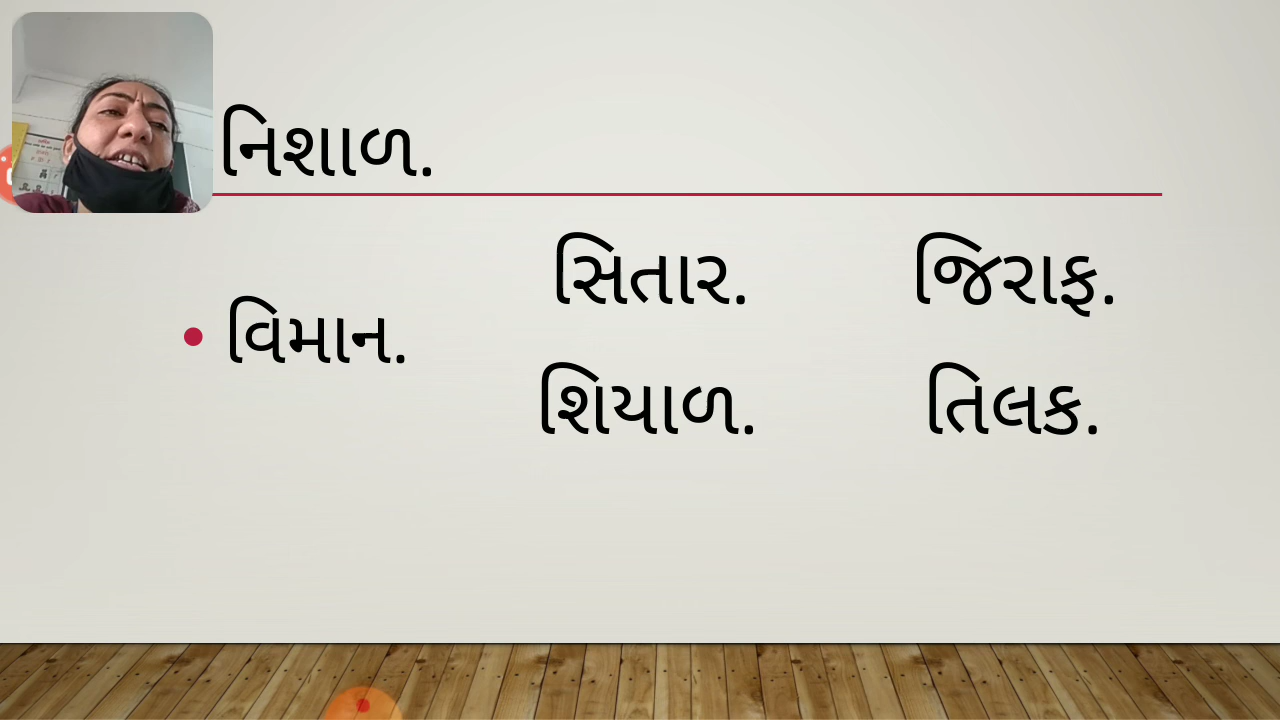 નિશાળ.
સિતાર. જિરાફ.
• વિમાન.
શિયાળ. તિલક.